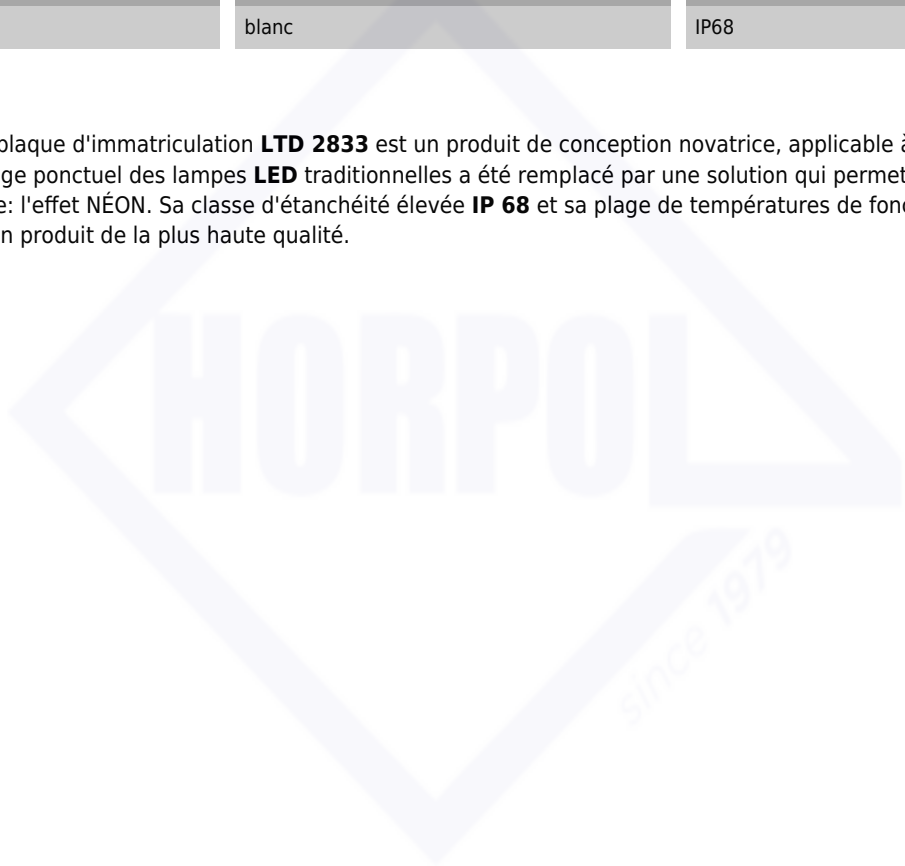 blanc IP68
plaque d'immatriculation LTD 2833 est un produit de conception novatrice, applicable à
ge ponctuel des lampes LED traditionnelles a été remplacé par une solution qui permet
e: l'effet NÉON. Sa classe d'étanchéité élevée IP 68 et sa plage de températures de fonc
n produit de la plus haute qualité.
HORPOL
since 1979